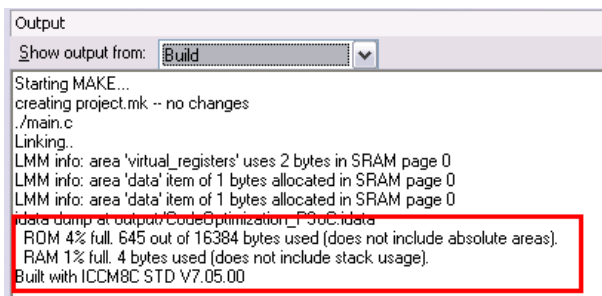 Output
Show output from: Build
Starting MAKE...
creating project.mk -- no changes
./main.c
Linking..
LMM info: area 'virtual_registers' uses 2 bytes in SRAM page 0
LMM info: area 'data' item of 1 bytes allocated in SRAM page 0
LMM info: area 'data' item of 1 bytes allocated in SRAM page 0
idata dump at output/CodeOptimization_PSoC.idata
ROM 4% full. 645 out of 16384 bytes used (does not include absolute areas).
RAM 1% full. 4 bytes used (does not include stack usage).
Built with ICCM8C STD V7.05.00